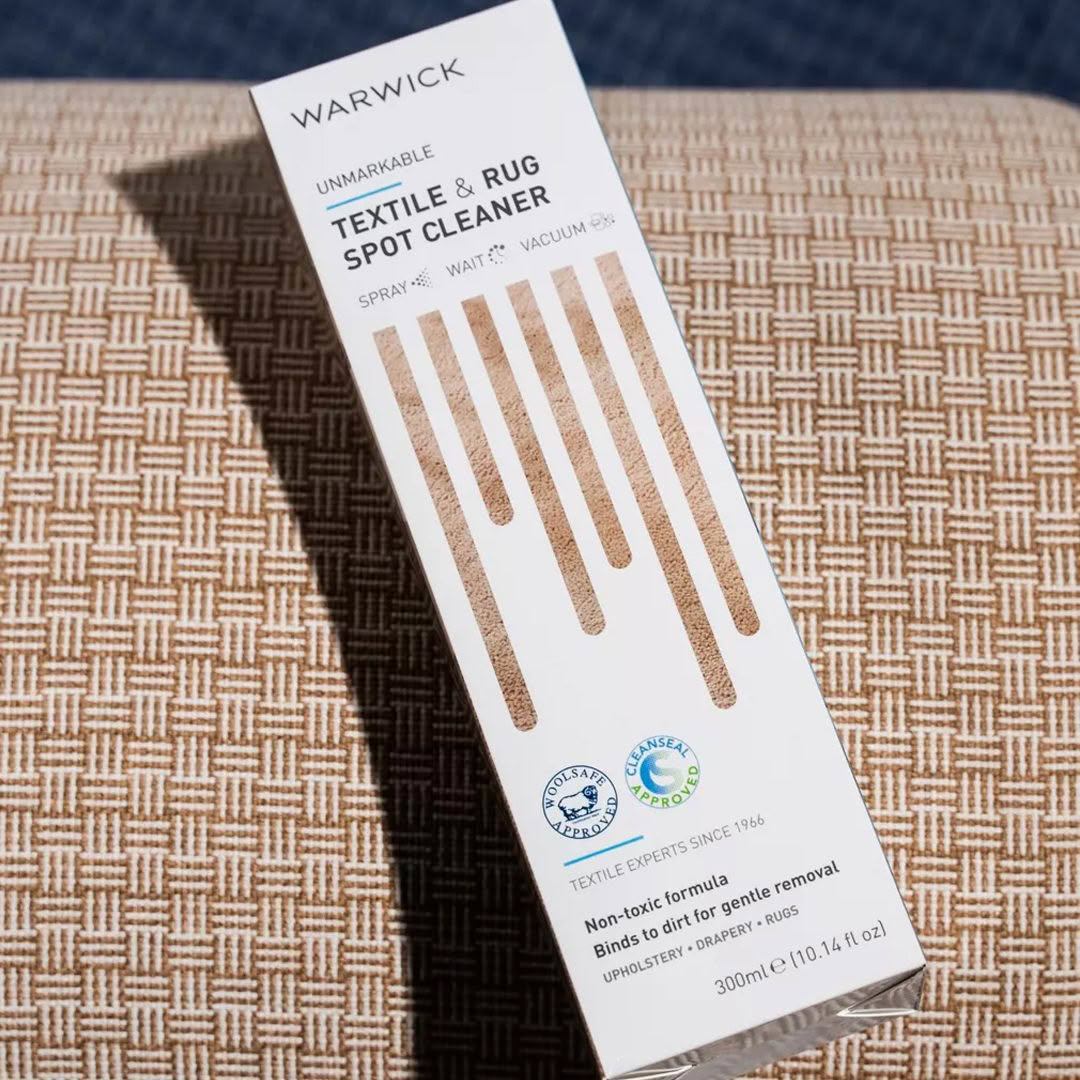 WARWICK
UNMARKABLE
TEXTILE & RUG
SPOT CLEANER
SPRAY WAIT VACUUM
WOOLSAFE
APPROVED
CLEANSEAL
APPROVED
TEXTILE EXPERTS SINCE 1966
Non-toxic formula
Binds to dirt for gentle removal
UPHOLSTERY • DRAPERY • RUGS
300ml ℮ (10.14 fl oz)